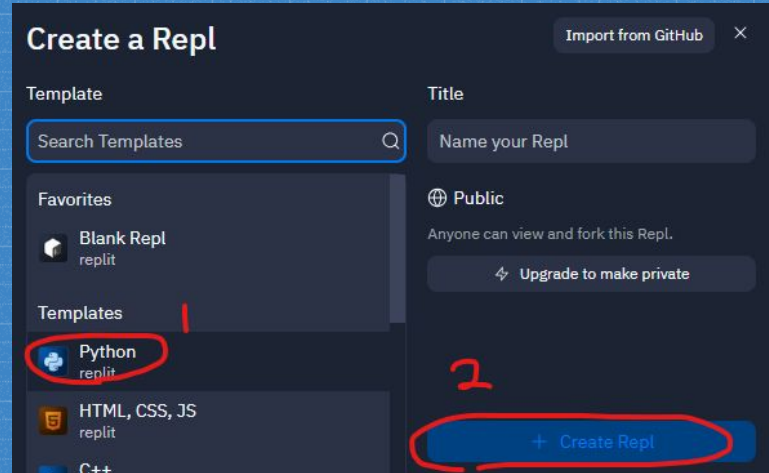 Create a Repl
Import from GitHub
Template
Search Templates
Favorites
Blank Repl
replit
Templates
1
Python
replit
HTML, CSS, JS
replit
C++
Title
Name your Repl
Public
Anyone can view and fork this Repl.
Upgrade to make private
2
+ Create Repl